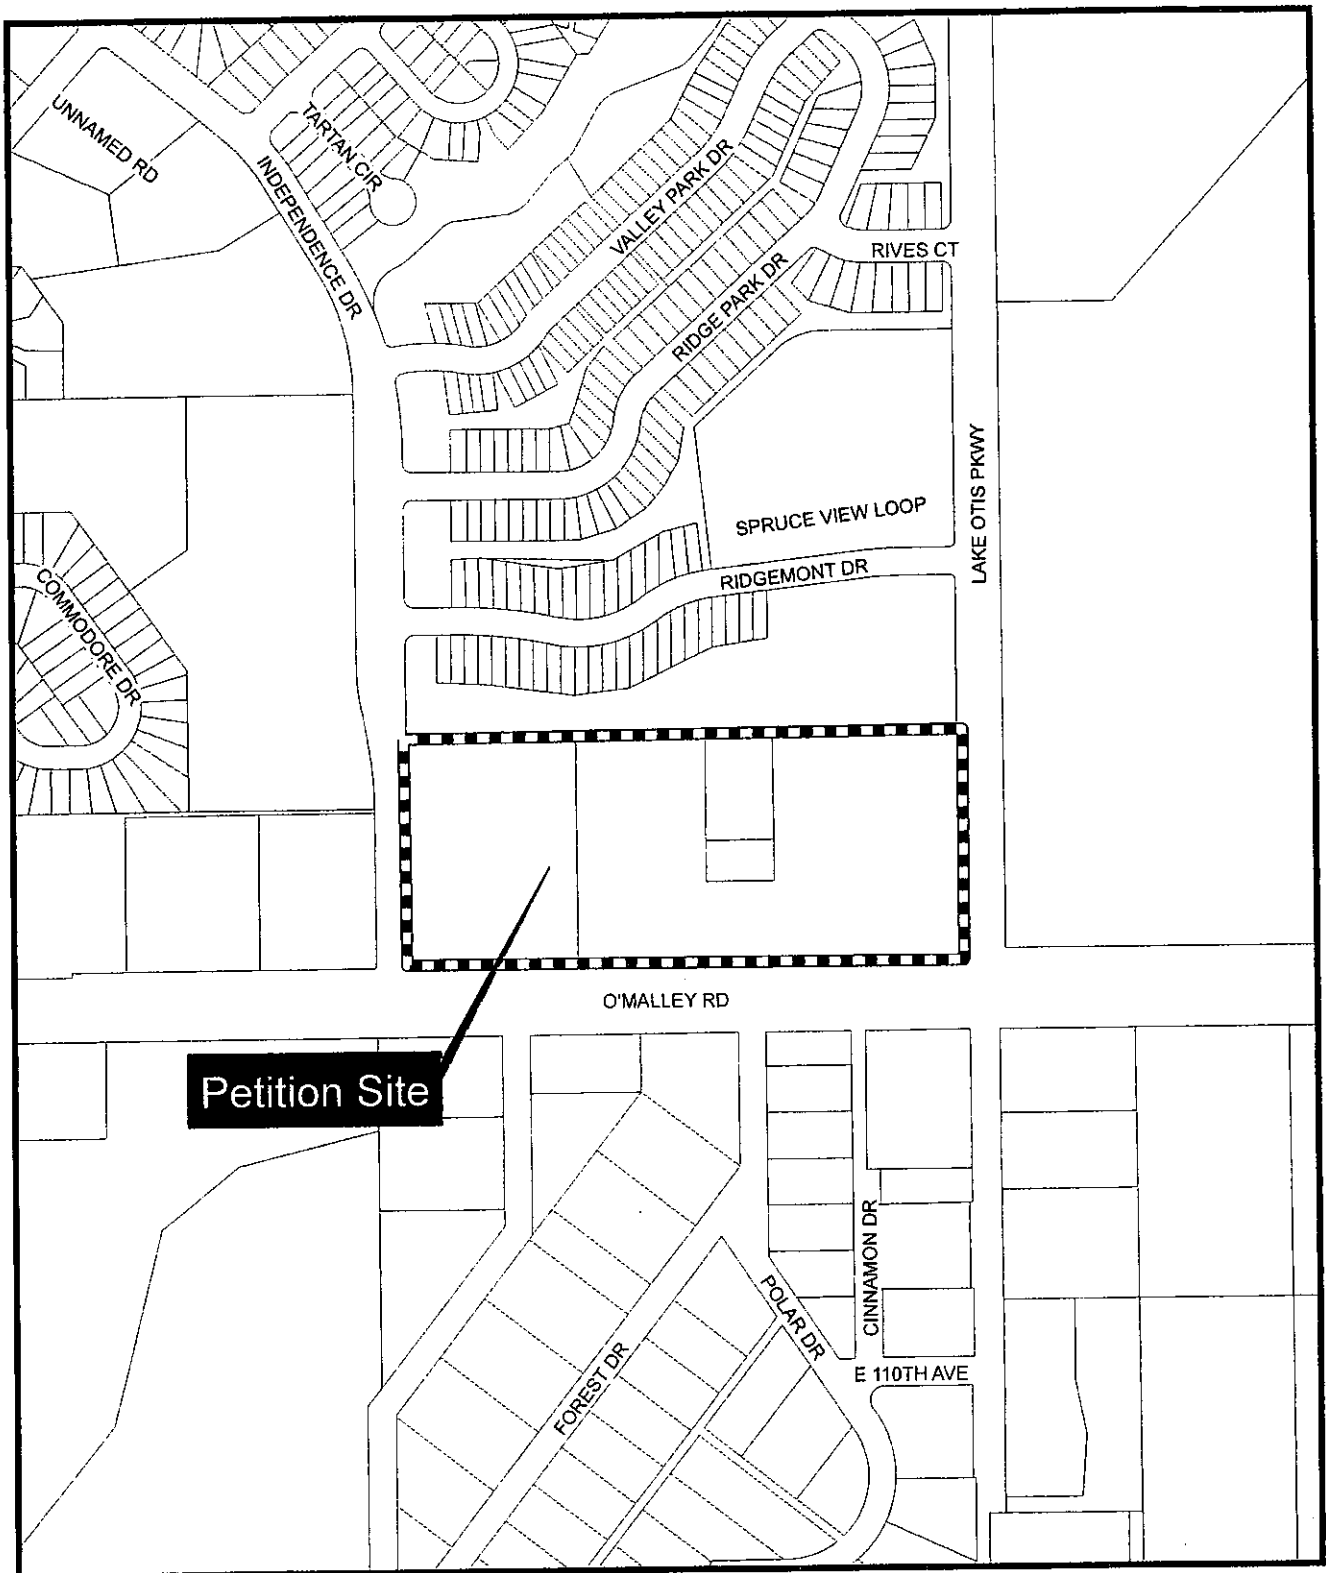 UNNAMED RD
TARTAN CIR
INDEPENDENCE DR
VALLEY PARK DR
RIVES CT
RIDGE PARK DR
LAKE OTIS PKWY
SPRUCE VIEW LOOP
RIDGEMONT DR
COMMODORE DR
O'MALLEY RD
Petition Site
CINNAMON DR
POLAR DR
FOREST DR
E 110TH AVE